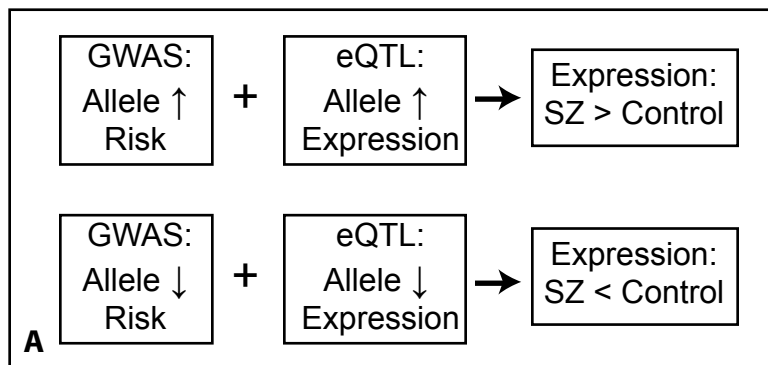 GWAS:
Allele ↑
Risk
+
eQTL:
Allele ↑
Expression
→
Expression:
SZ > Control
GWAS:
Allele ↓
Risk
+
eQTL:
Allele ↓
Expression
→
Expression:
SZ < Control
A